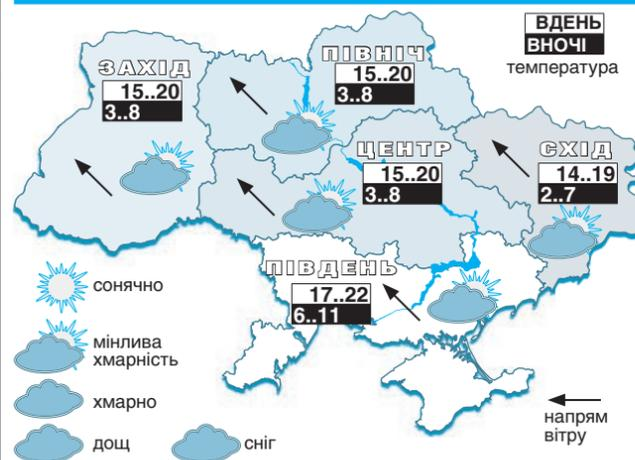 ВДЕНЬ
ВНОЧІ
температура
ЗАХІД
15..20
3..8
ПІВНІЧ
15..20
3..8
ЦЕНТР
15..20
3..8
СХІД
14..19
2..7
ПІВДЕНЬ
17..22
6..11
сонячно
мінлива
хмарність
хмарно
дощ
сніг
напрям
вітру